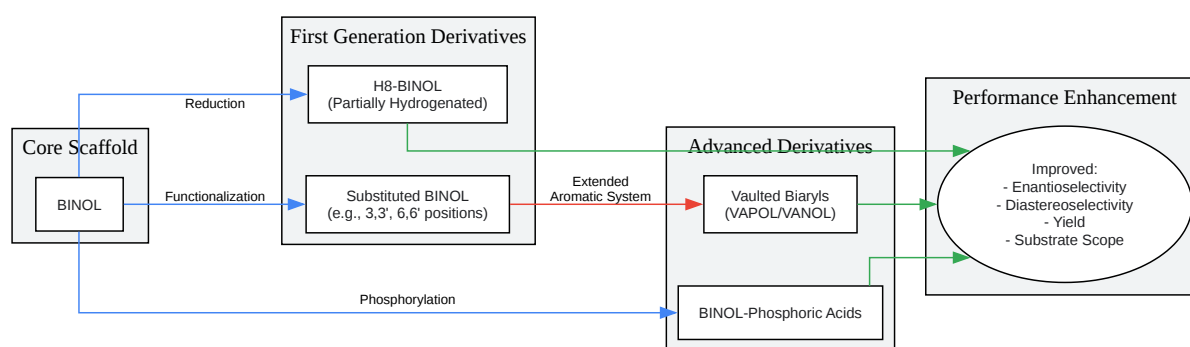 First Generation Derivatives
H8-BINOL
(Partially Hydrogenated)
Reduction
Performance Enhancement
Core Scaffold
BINOL
Functionalization
Substituted BINOL
(e.g., 3,3', 6,6' positions)
Extended
Aromatic System
Advanced Derivatives
Vaulted Biaryls
(VAPOL/VANOL)
Improved:
- Enantioselectivity
- Diastereoselectivity
- Yield
- Substrate Scope
Phosphorylation
BINOL-Phosphoric Acids